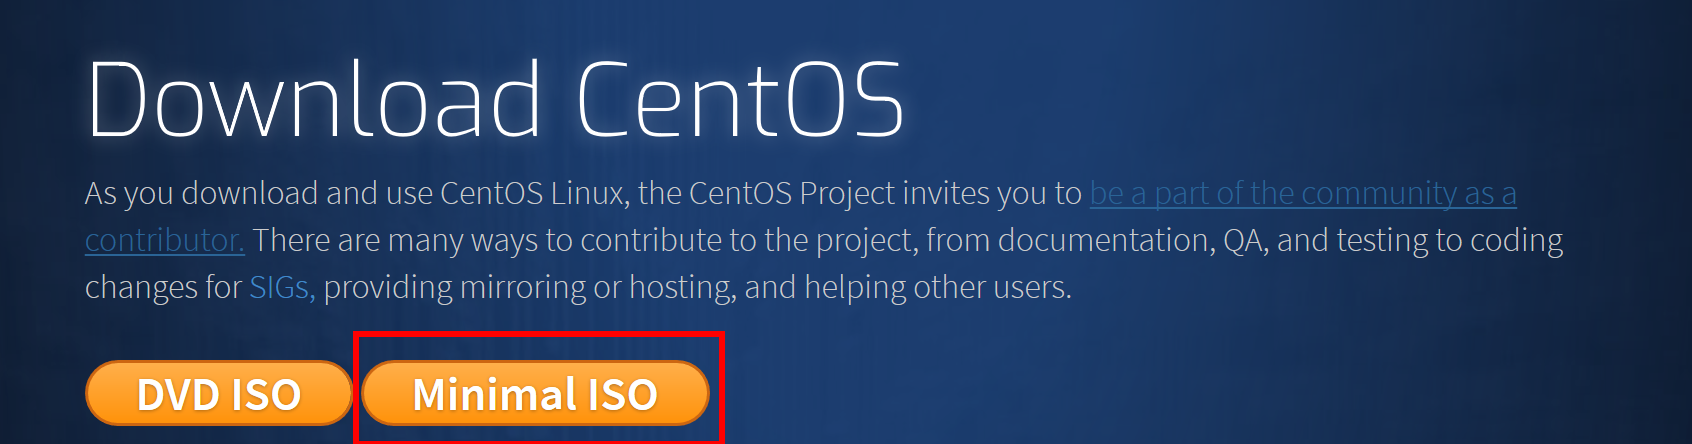 Download CentOS
As you download and use CentOS Linux, the CentOS Project invites you to be a part of the community as a
contributor. There are many ways to contribute to the project, from documentation, QA, and testing to coding
changes for SIGs, providing mirroring or hosting, and helping other users.
DVD ISO Minimal ISO